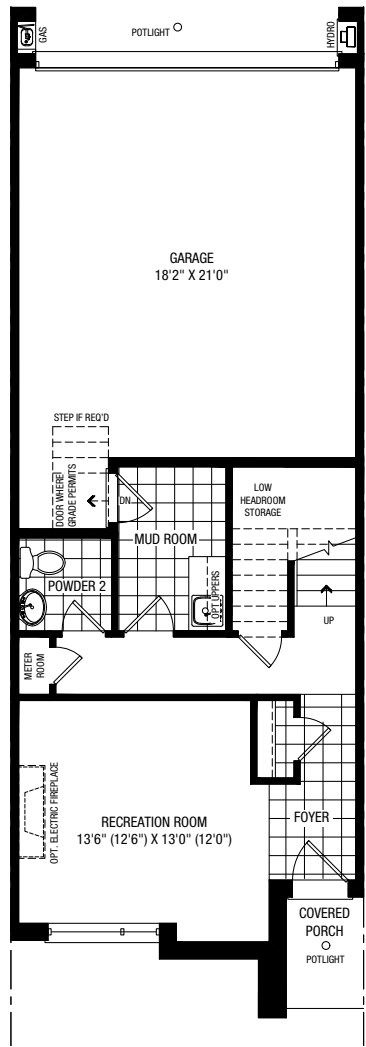 GAS
POTLIGHT
HYDRO
GARAGE
18'2" X 21'0"
STEP IF REQ'D
DOOR WHERE
GRADE PERMITS
DN
LOW
HEADROOM
STORAGE
MUD ROOM
POWDER 2
OPT UPPERS
UP
METER
ROOM
OPT. ELECTRIC FIREPLACE
RECREATION ROOM
13'6" (12'6") X 13'0" (12'0")
FOYER
COVERED
PORCH
POTLIGHT